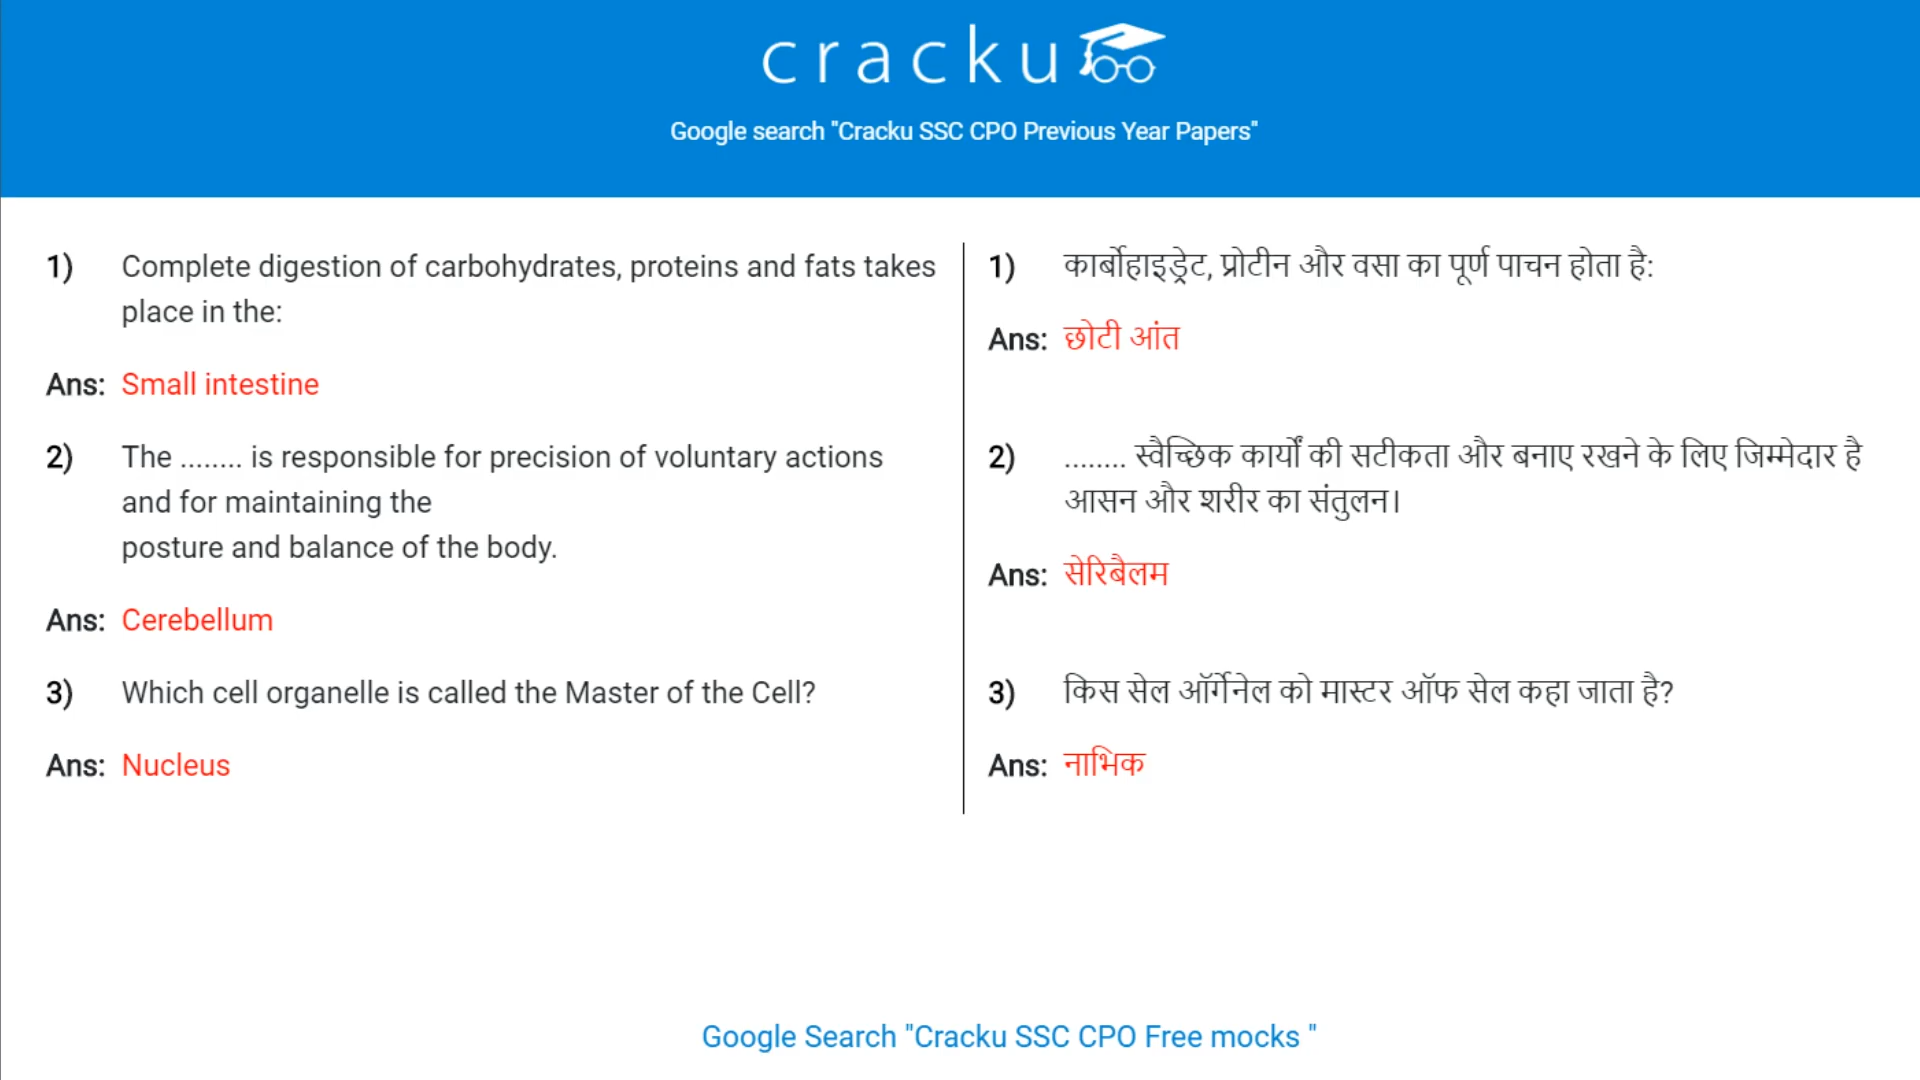 cracku
Google search "Cracku SSC CPO Previous Year Papers"
1) Complete digestion of carbohydrates, proteins and fats takes
place in the:
Ans: Small intestine
2) The ........ is responsible for precision of voluntary actions
and for maintaining the
posture and balance of the body.
Ans: Cerebellum
3) Which cell organelle is called the Master of the Cell?
Ans: Nucleus
1) कार्बोहाइड्रेट, प्रोटीन और वसा का पूर्ण पाचन होता है:
Ans: छोटी आंत
2) ........ स्वैच्छिक कार्यों की सटीकता और बनाए रखने के लिए जिम्मेदार है
आसन और शरीर का संतुलन।
Ans: सेरिबैलम
3) किस सेल ऑर्गेनेल को मास्टर ऑफ सेल कहा जाता है?
Ans: नाभिक
Google Search "Cracku SSC CPO Free mocks "